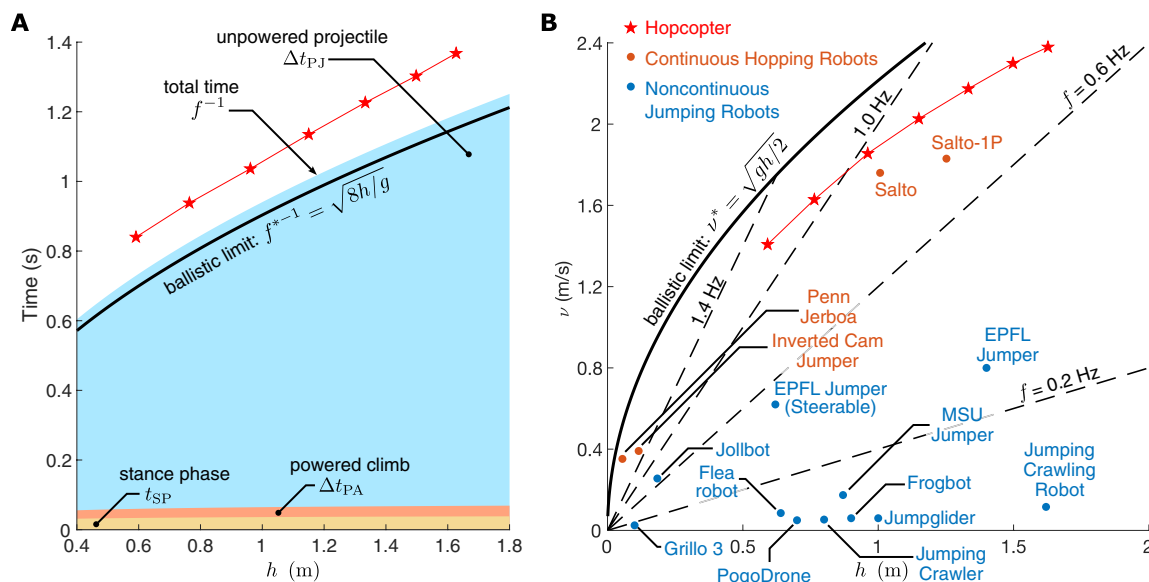 A
1.4
1.2
1
0.8
0.6
0.4
0.2
0
Time (s)
unpowered projectile
Δt_PJ
total time
f⁻¹
ballistic limit: f*⁻¹ = √8h/g
stance phase
t_SP
powered climb
Δt_PA
0.4 0.6 0.8 1 1.2 1.4 1.6 1.8
h (m)
B
2.4
2
1.6
1.2
0.8
0.4
0
ν (m/s)
Hopcopter
Continuous Hopping Robots
Noncontinuous
Jumping Robots
ballistic limit: ν* = √gh/2
1.4 Hz
1.0 Hz
f = 0.6 Hz
f = 0.2 Hz
Salto-1P
Salto
Penn
Jerboa
Inverted Cam
Jumper
EPFL Jumper
(Steerable)
EPFL
Jumper
MSU
Jumper
Jollbot
Flea
robot
Frogbot
Jumping
Crawling
Robot
Jumpglider
Grillo 3
PogoDrone
Jumping
Crawler
0 0.5 1 1.5 2
h (m)